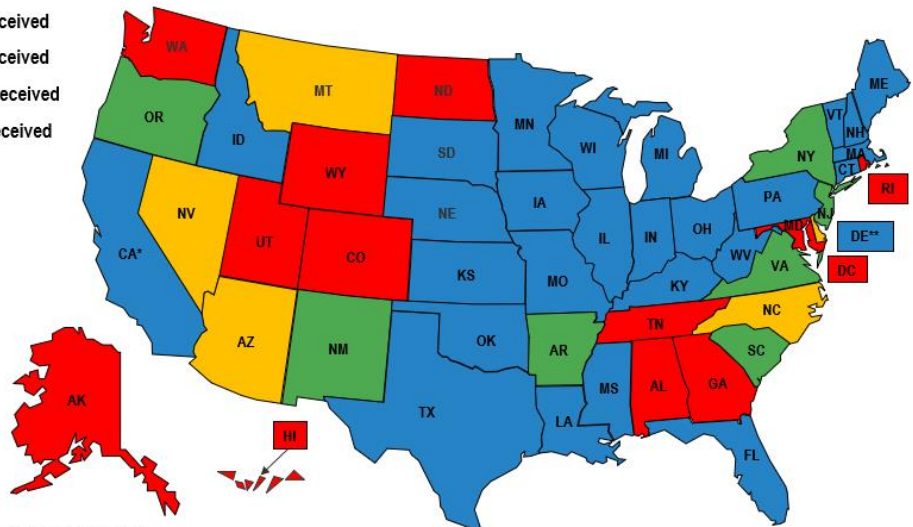 ceived
ceived
eceived
ceived
WA
MT
ND
OR
ID
MN
ME
VT
NH
WI
MI
SD
WY
NY
MA
CT
RI
IA
PA
NE
NV
NJ
OH
IL
IN
MD
DE**
UT
CO
CA*
WV
KS
MO
KY
VA
DC
TN
NC
AZ
NM
OK
AR
SC
MS
AL
GA
AK
TX
LA
HI
FL